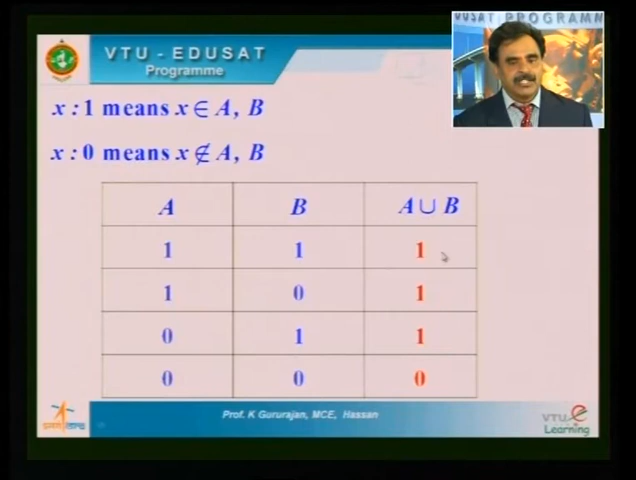 VTU - EDUSAT
Programme
x : 1 means x ∈ A, B
x : 0 means x ∉ A, B
A B A ∪ B
1 1 1
1 0 1
0 1 1
0 0 0
Prof. K Gururajan, MCE, Hassan
VTU e
Learning